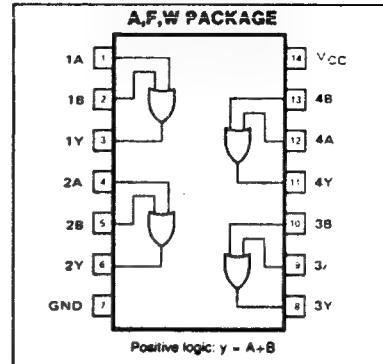 A,F,W PACKAGE
1A 1 14 VCC
1B 2 13 4B
1Y 3 12 4A
2A 4 11 4Y
2B 5 10 3B
2Y 6 9
GND 7 8 3Y
Positive logic: y = A+B